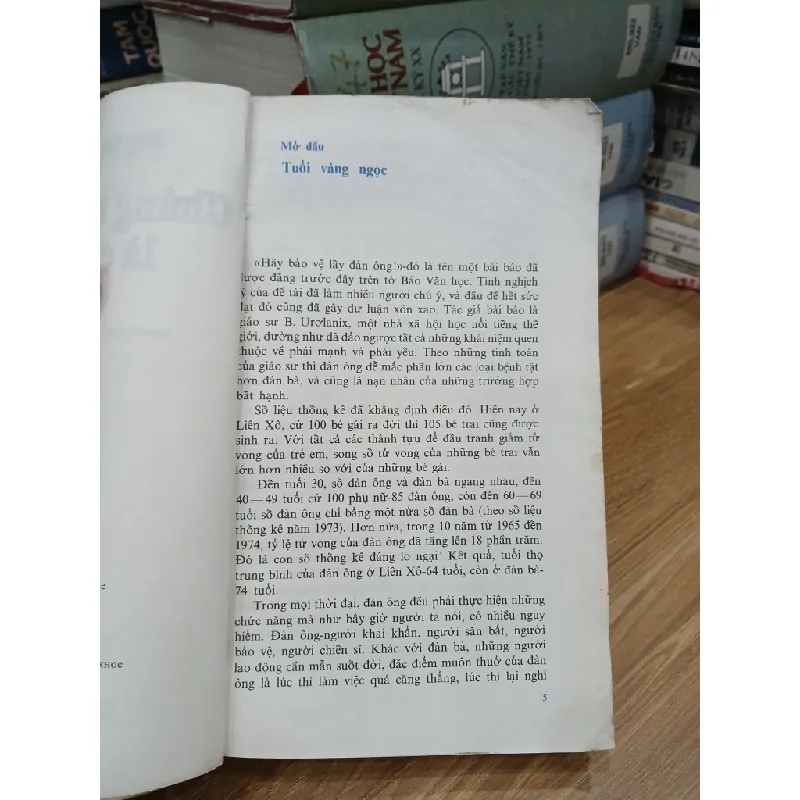 TAM
QUỐC
HỌC
NAM
KỶ XX
Mở đầu
Tuổi vàng ngọc
«Hãy bảo vệ lấy đàn ông!»-đó là tên một bài báo đã
được đăng trước đây trên tờ Báo Văn học. Tính nghịch
ý của đề tài đã làm nhiều người chú ý, và đấu đề hết sức
đạt đó cũng đã gây dư luận xôn xao. Tác giả bài báo là
giáo sư B. Urơlanix, một nhà xã hội học nổi tiếng thế
giới, dường như đã đảo ngược tất cả những khái niệm quen
thuộc về phái mạnh và phái yếu. Theo những tính toán
của giáo sư thì đàn ông dễ mắc phần lớn các loại bệnh tật
hơn đàn bà, và cũng là nạn nhân của những trường hợp
bất hạnh.
Số liệu thống kê đã khẳng định điều đó. Hiện nay ở
Liên Xô, cứ 100 bé gái ra đời thì 105 bé trai cũng được
sinh ra. Với tất cả các thành tựu để đấu tranh giảm tử
vong của trẻ em, song số tử vong của những bé trai vẫn
lớn hơn nhiều so với của những bé gái.
Đến tuổi 30, số đàn ông và đàn bà ngang nhau, đến
40—49 tuổi cứ 100 phụ nữ-85 đàn ông, còn đến 60—69
tuổi số đàn ông chỉ bằng một nửa số đàn bà (theo số liệu
thống kê năm 1973). Hơn nữa, trong 10 năm từ 1965 đến
1974, tỷ lệ tử vong của đàn ông đã tăng lên 18 phần trăm.
Đó là con số thống kê đáng lo ngại! Kết quả, tuổi thọ
trung bình của đàn ông ở Liên Xô-64 tuổi, còn ở đàn bà-
74 tuổi.
Trong mọi thời đại, đàn ông đều phải thực hiện những
chức năng mà như bây giờ người ta nói, có nhiều nguy
hiểm. Đàn ông-người khai khẩn, người săn bắt, người
bảo vệ, người chiến sĩ. Khác với đàn bà, những người
lao động cần mẫn suốt đời, đặc điểm muôn thuở của đàn
ông là lúc thì làm việc quá căng thẳng, lúc thì lại nghỉ
5